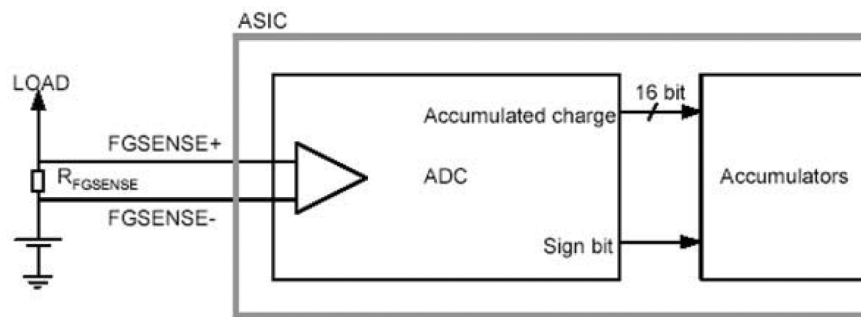 ASIC
LOAD
16 bit
Accumulated charge
FGSENSE+
RFGSENSE
ADC
Accumulators
FGSENSE-
Sign bit